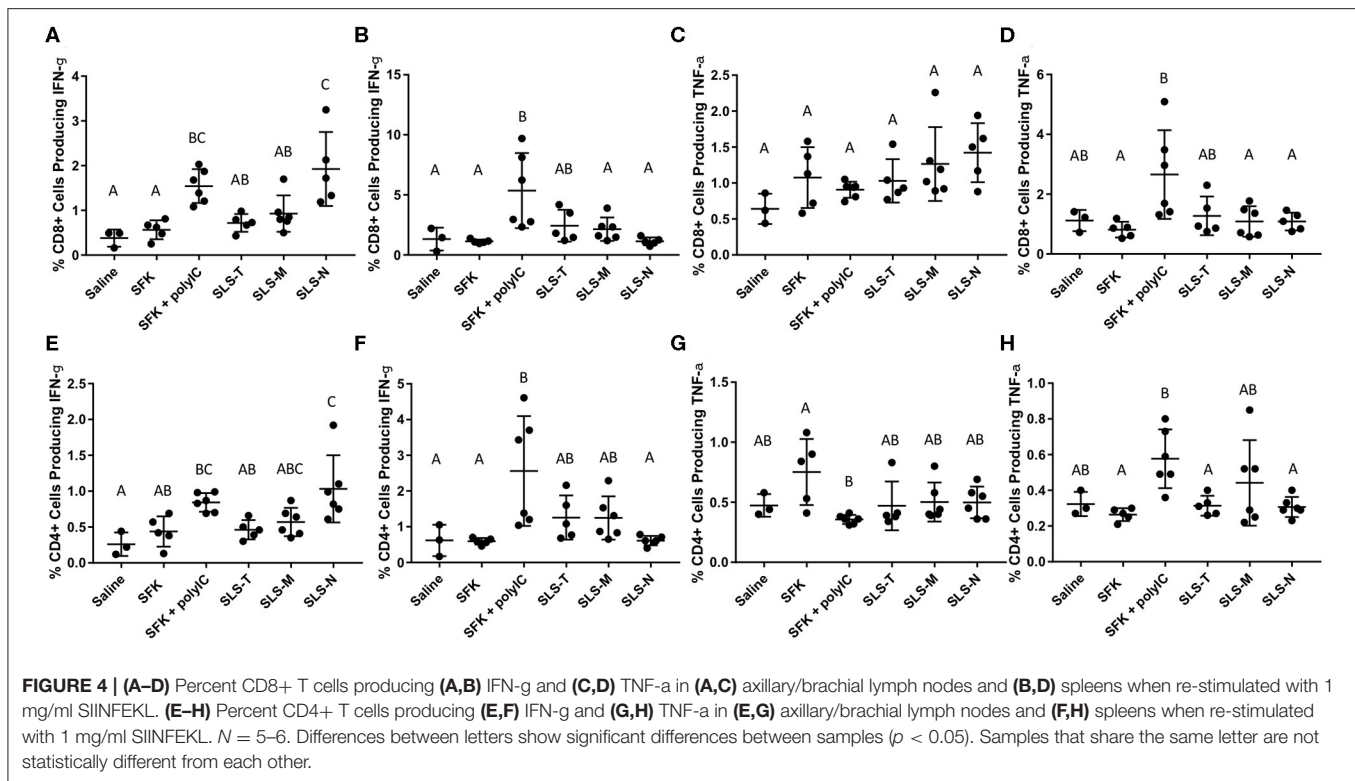 A
% CD8+ Cells Producing IFN-g
4
3
2
1
0
A
A
BC
AB
AB
C
Saline
SFK
SFK + polyIC
SLS-T
SLS-M
SLS-N
B
% CD8+ Cells Producing IFN-g
15
10
5
0
A
A
B
AB
A
A
Saline
SFK
SFK + polyIC
SLS-T
SLS-M
SLS-N
C
% CD8+ Cells Producing TNF-a
2.5
2.0
1.5
1.0
0.5
0.0
A
A
A
A
A
A
Saline
SFK
SFK + polyIC
SLS-T
SLS-M
SLS-N
D
% CD8+ Cells Producing TNF-a
6
4
2
0
AB
A
B
AB
A
A
Saline
SFK
SFK + polyIC
SLS-T
SLS-M
SLS-N
E
% CD4+ Cells Producing IFN-g
2.5
2.0
1.5
1.0
0.5
0.0
A
AB
BC
AB
ABC
C
Saline
SFK
SFK + polyIC
SLS-T
SLS-M
SLS-N
F
% CD4+ Cells Producing IFN-g
5
4
3
2
1
0
A
A
B
AB
AB
A
Saline
SFK
SFK + polyIC
SLS-T
SLS-M
SLS-N
G
% CD4+ Cells Producing TNF-a
1.5
1.0
0.5
0.0
AB
A
B
AB
AB
AB
Saline
SFK
SFK + polyIC
SLS-T
SLS-M
SLS-N
H
% CD4+ Cells Producing TNF-a
1.0
0.8
0.6
0.4
0.2
0.0
AB
A
B
A
AB
A
Saline
SFK
SFK + polyIC
SLS-T
SLS-M
SLS-N
FIGURE 4 | (A–D) Percent CD8+ T cells producing (A,B) IFN-g and (C,D) TNF-a in (A,C) axillary/brachial lymph nodes and (B,D) spleens when re-stimulated with 1
mg/ml SIINFEKL. (E–H) Percent CD4+ T cells producing (E,F) IFN-g and (G,H) TNF-a in (E,G) axillary/brachial lymph nodes and (F,H) spleens when re-stimulated
with 1 mg/ml SIINFEKL. N = 5–6. Differences between letters show significant differences between samples (p < 0.05). Samples that share the same letter are not
statistically different from each other.